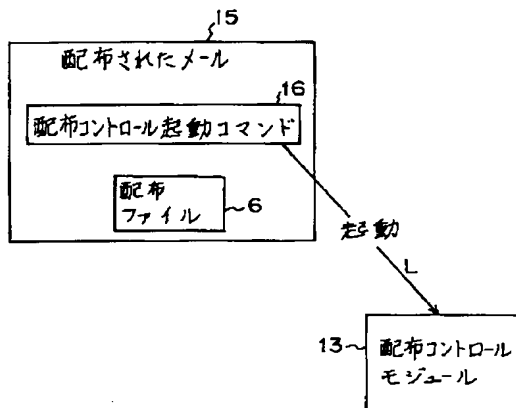 15
配布されたメール
16
配布コントロール起動コマンド
配布
ファイル
6
起動
L
13
配布コントロール
モジュール